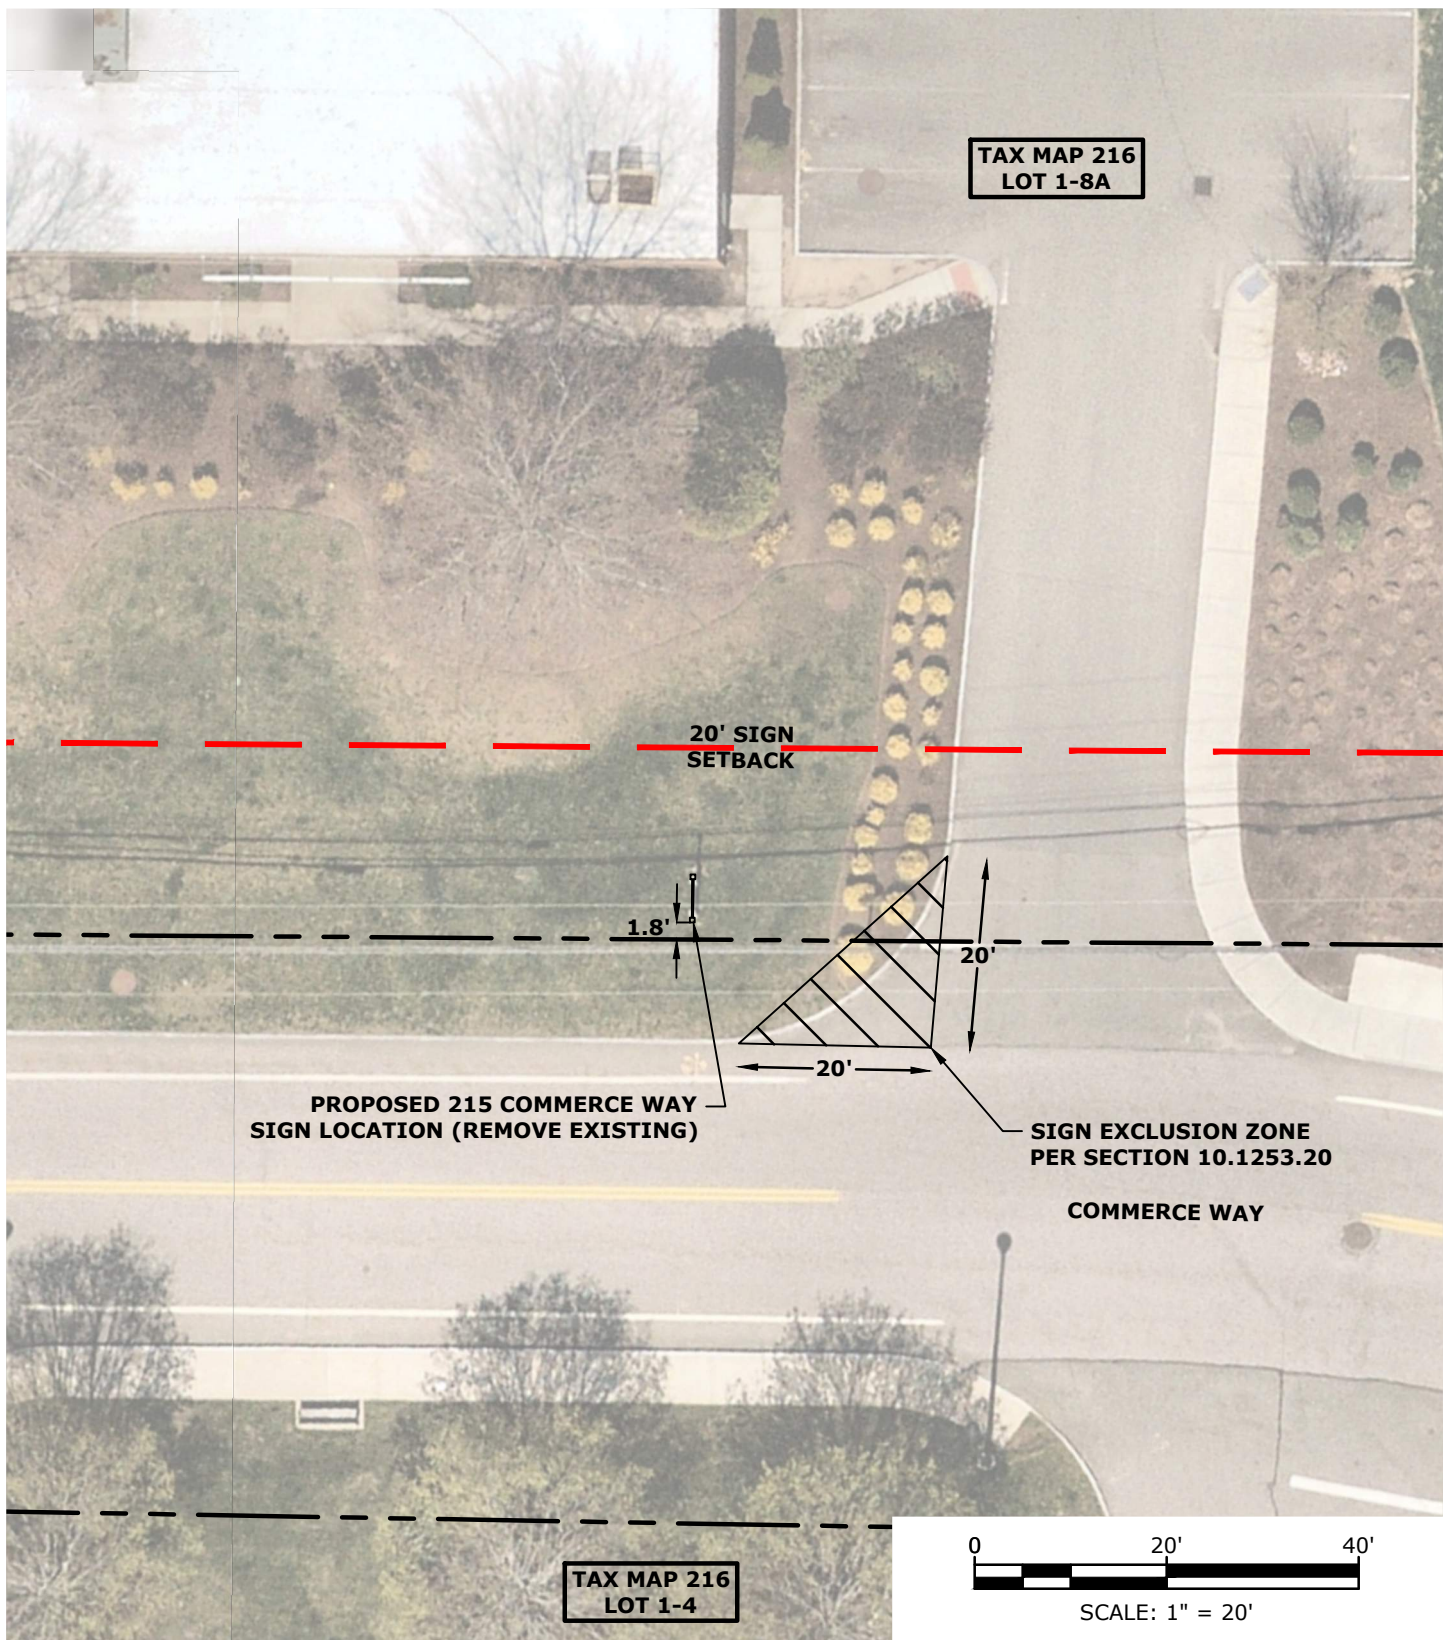 TAX MAP 216
LOT 1-8A
20' SIGN
SETBACK
1.8'
20'
20'
PROPOSED 215 COMMERCE WAY
SIGN LOCATION (REMOVE EXISTING)
SIGN EXCLUSION ZONE
PER SECTION 10.1253.20
COMMERCE WAY
TAX MAP 216
LOT 1-4
0 20' 40'
SCALE: 1" = 20'